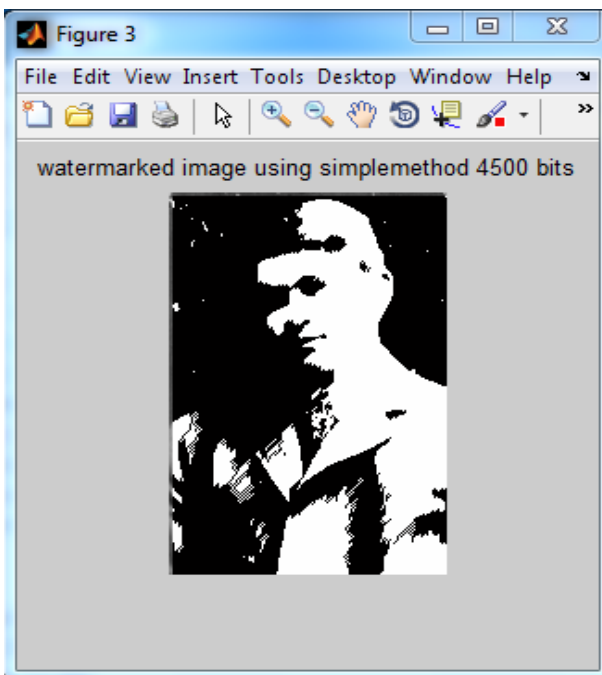 Figure 3
File Edit View Insert Tools Desktop Window Help
watermarked image using simplemethod 4500 bits